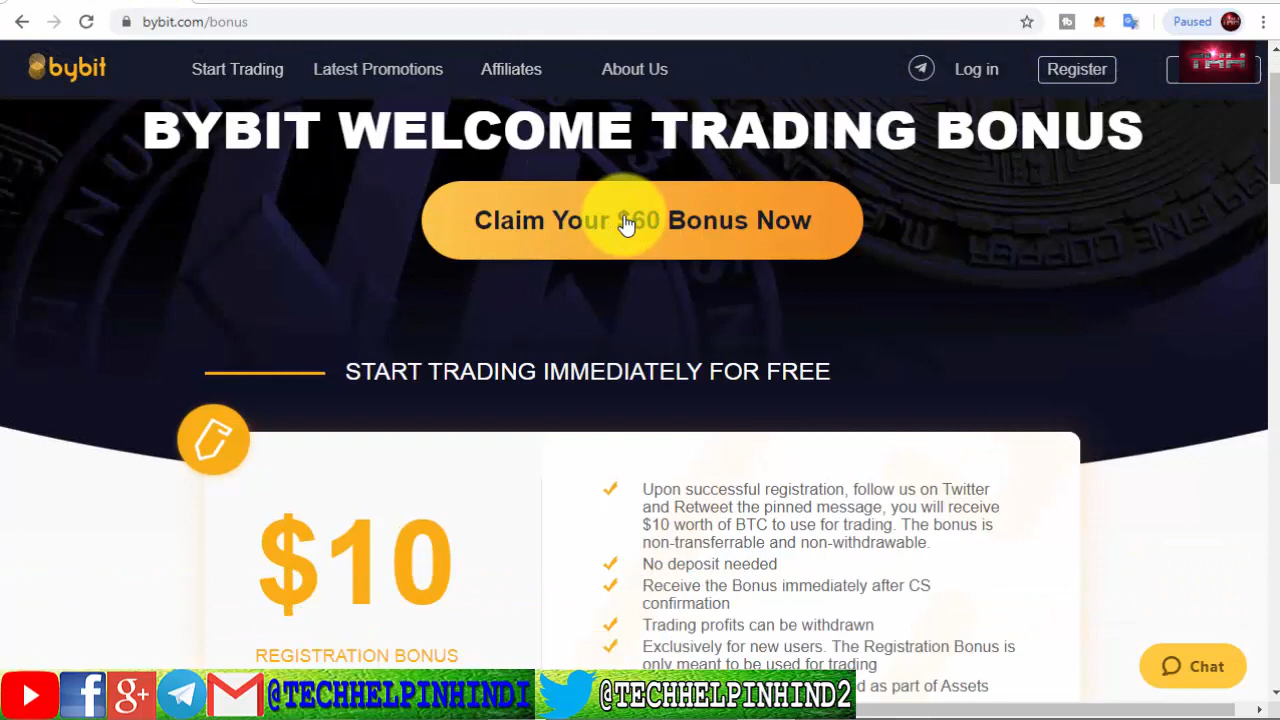 bybit.com/bonus
Paused
bybit
Start Trading
Latest Promotions
Affiliates
About Us
Log in
Register
THH
BYBIT WELCOME TRADING BONUS
Claim Your $60 Bonus Now
START TRADING IMMEDIATELY FOR FREE
$10
REGISTRATION BONUS
Upon successful registration, follow us on Twitter
and Retweet the pinned message, you will receive
$10 worth of BTC to use for trading. The bonus is
non-transferrable and non-withdrawable.
No deposit needed
Receive the Bonus immediately after CS
confirmation
Trading profits can be withdrawn
Exclusively for new users. The Registration Bonus is
only meant to be used for trading
d as part of Assets
Chat
@TECHHELPINHINDI
@TECHHELPINHIND2